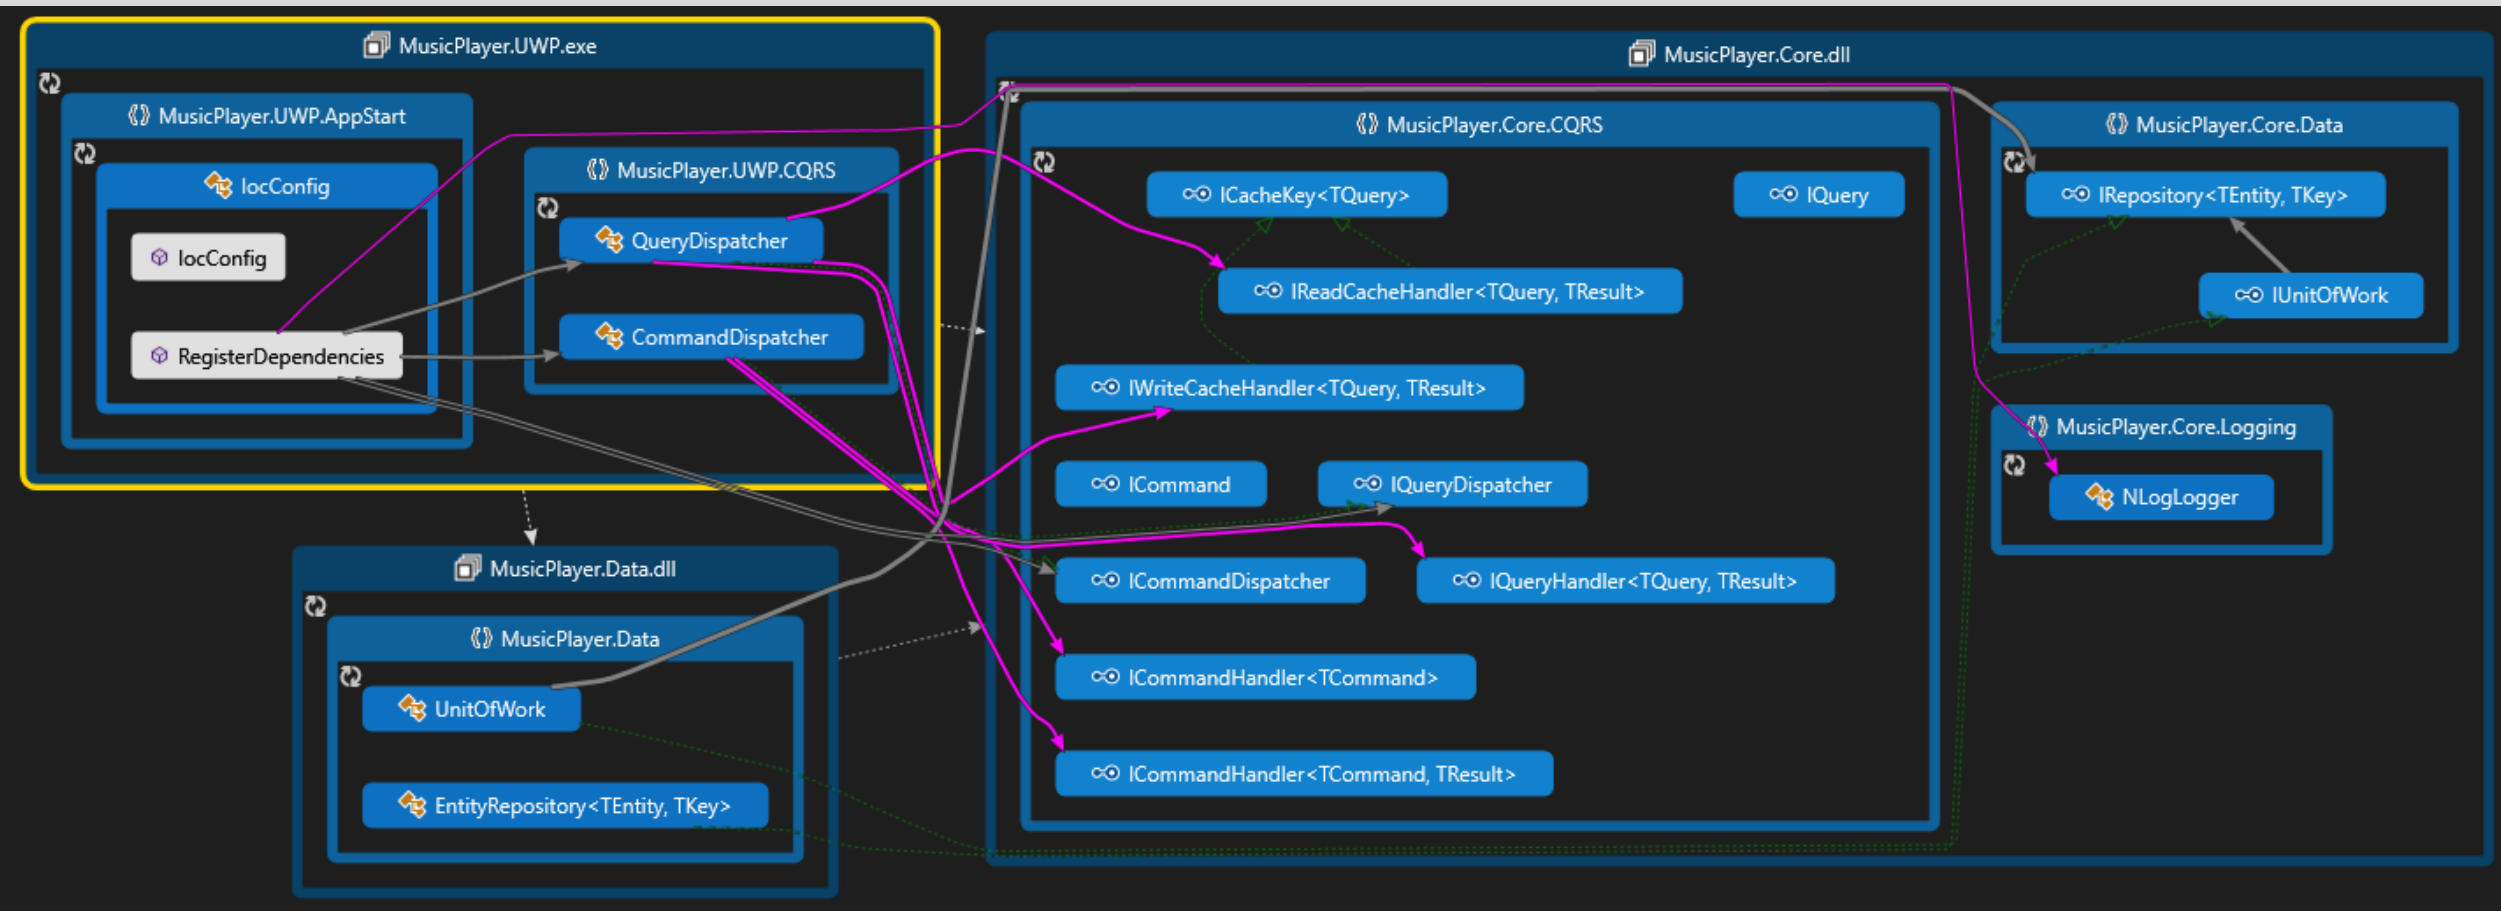 MusicPlayer.UWP.exe
MusicPlayer.UWP.AppStart
IocConfig
IocConfig
RegisterDependencies
MusicPlayer.UWP.CQRS
QueryDispatcher
CommandDispatcher
MusicPlayer.Data.dll
MusicPlayer.Data
UnitOfWork
EntityRepository<TEntity, TKey>
MusicPlayer.Core.dll
MusicPlayer.Core.CQRS
ICacheKey<TQuery>
IQuery
IReadCacheHandler<TQuery, TResult>
IWriteCacheHandler<TQuery, TResult>
ICommand
IQueryDispatcher
ICommandDispatcher
IQueryHandler<TQuery, TResult>
ICommandHandler<TCommand>
ICommandHandler<TCommand, TResult>
MusicPlayer.Core.Data
IRepository<TEntity, TKey>
IUnitOfWork
MusicPlayer.Core.Logging
NLogLogger